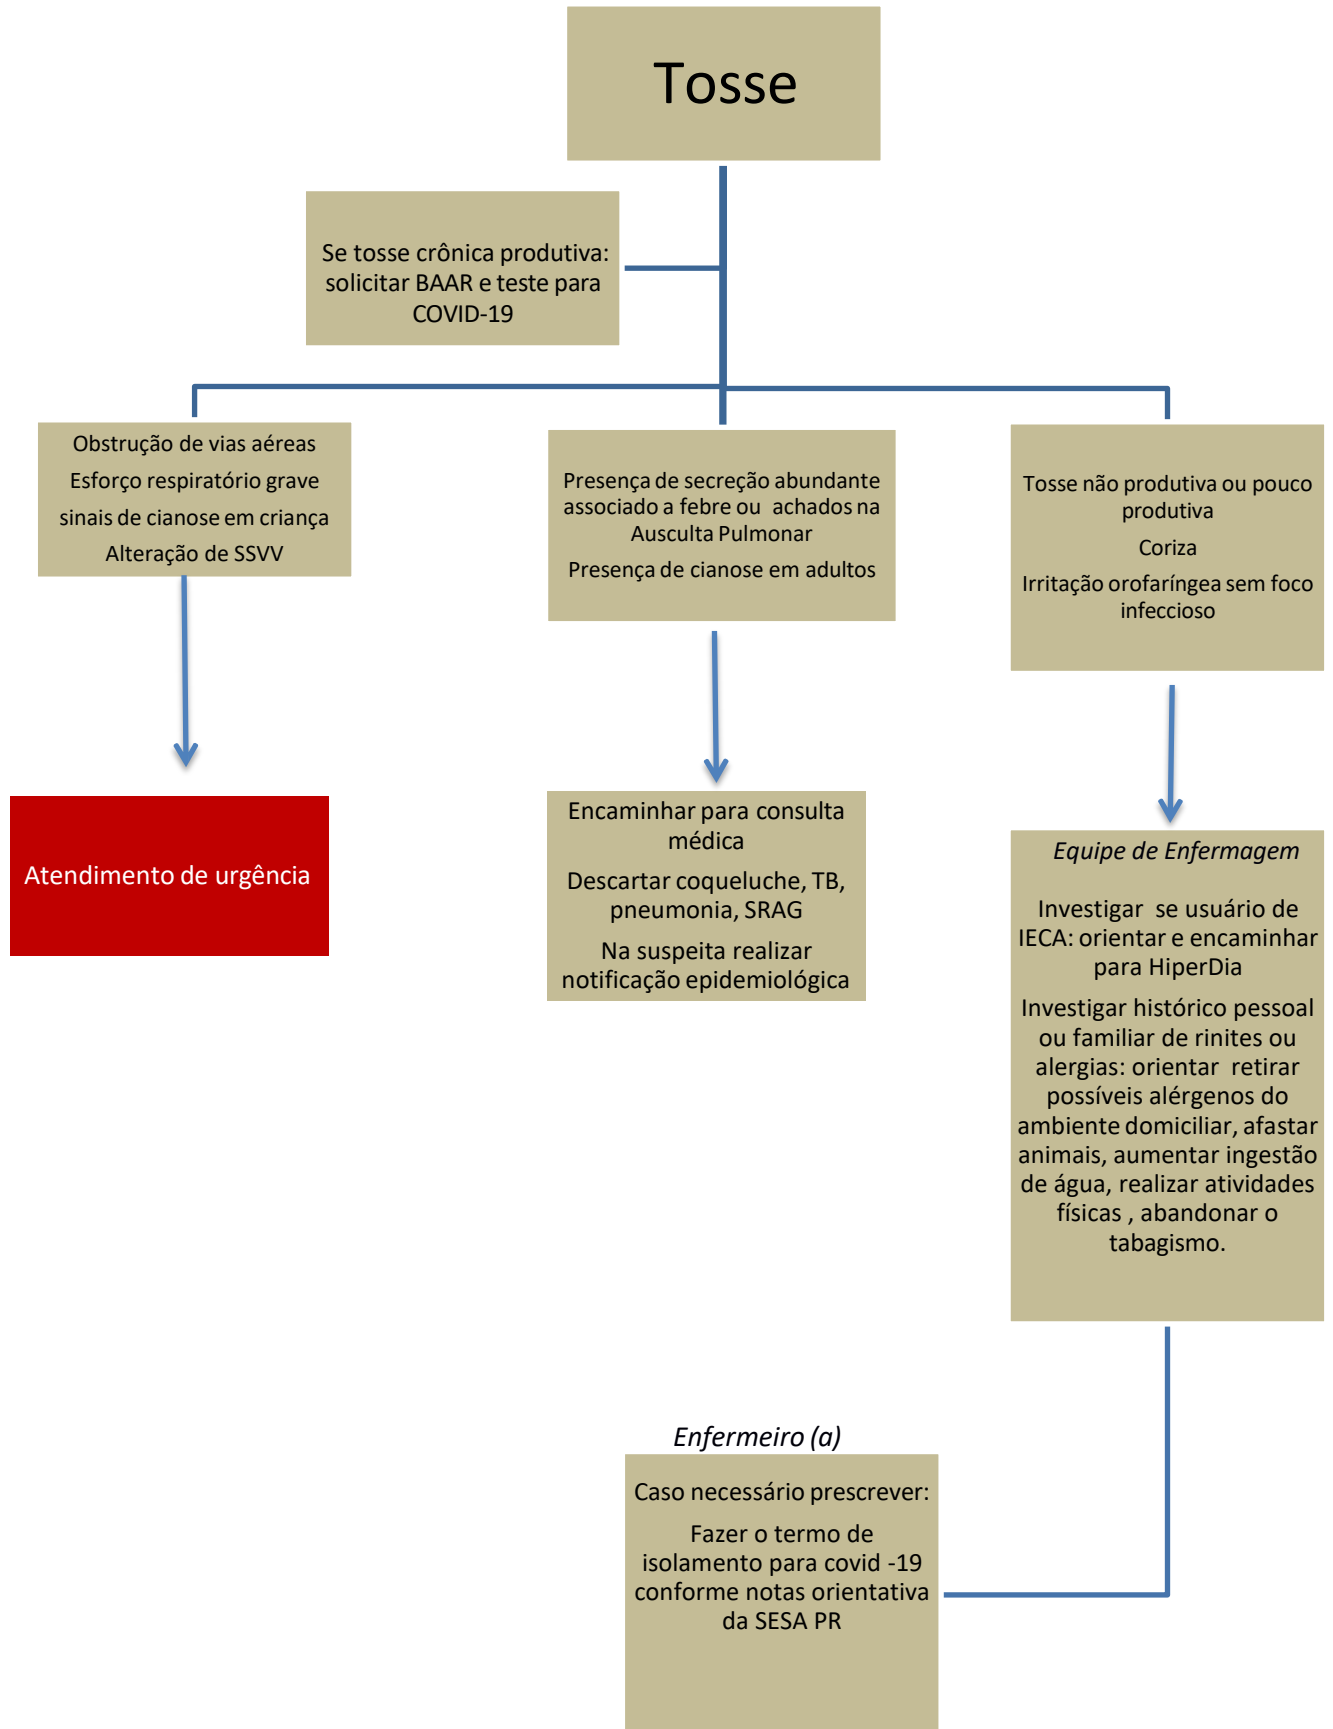 Tosse
Se tosse crônica produtiva:
solicitar BAAR e teste para
COVID-19
Obstrução de vias aéreas
Esforço respiratório grave
sinais de cianose em criança
Alteração de SSVV
Presença de secreção abundante
associado a febre ou achados na
Ausculta Pulmonar
Presença de cianose em adultos
Tosse não produtiva ou pouco
produtiva
Coriza
Irritação orofaríngea sem foco
infeccioso
Atendimento de urgência
Encaminhar para consulta
médica
Descartar coqueluche, TB,
pneumonia, SRAG
Na suspeita realizar
notificação epidemiológica
Equipe de Enfermagem
Investigar se usuário de
IECA: orientar e encaminhar
para HiperDia
Investigar histórico pessoal
ou familiar de rinites ou
alergias: orientar retirar
possíveis alérgenos do
ambiente domiciliar, afastar
animais, aumentar ingestão
de água, realizar atividades
físicas , abandonar o
tabagismo.
Enfermeiro (a)
Caso necessário prescrever:
Fazer o termo de
isolamento para covid -19
conforme notas orientativa
da SESA PR